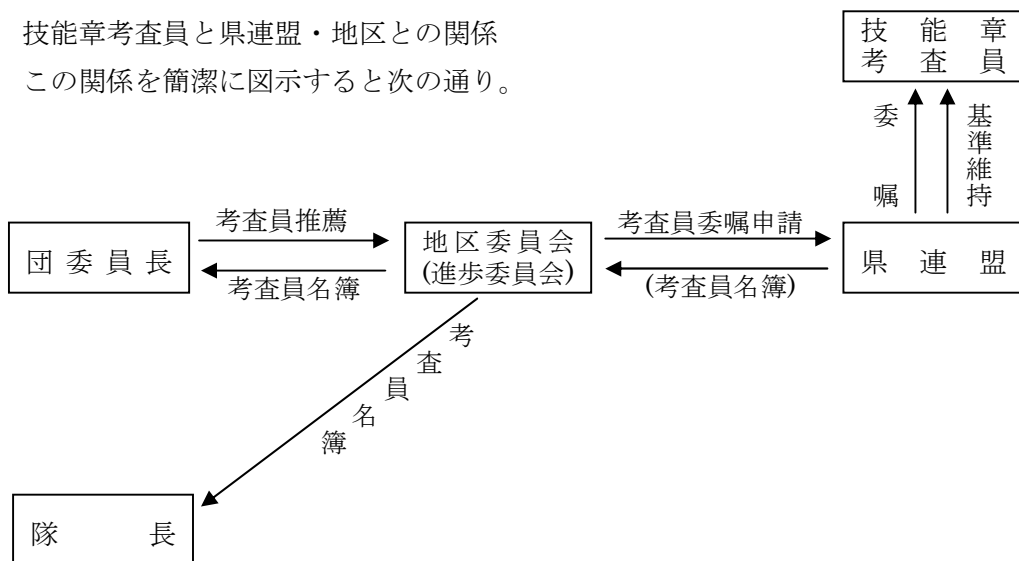 技能章考査員と県連盟・地区との関係
この関係を簡潔に図示すると次の通り。
技能章
考査員
委嘱
基準維持
考査員推薦
考査員委嘱申請
団委員長
地区委員会
(進歩委員会)
県連盟
考査員名簿
(考査員名簿)
考査員名簿
隊長